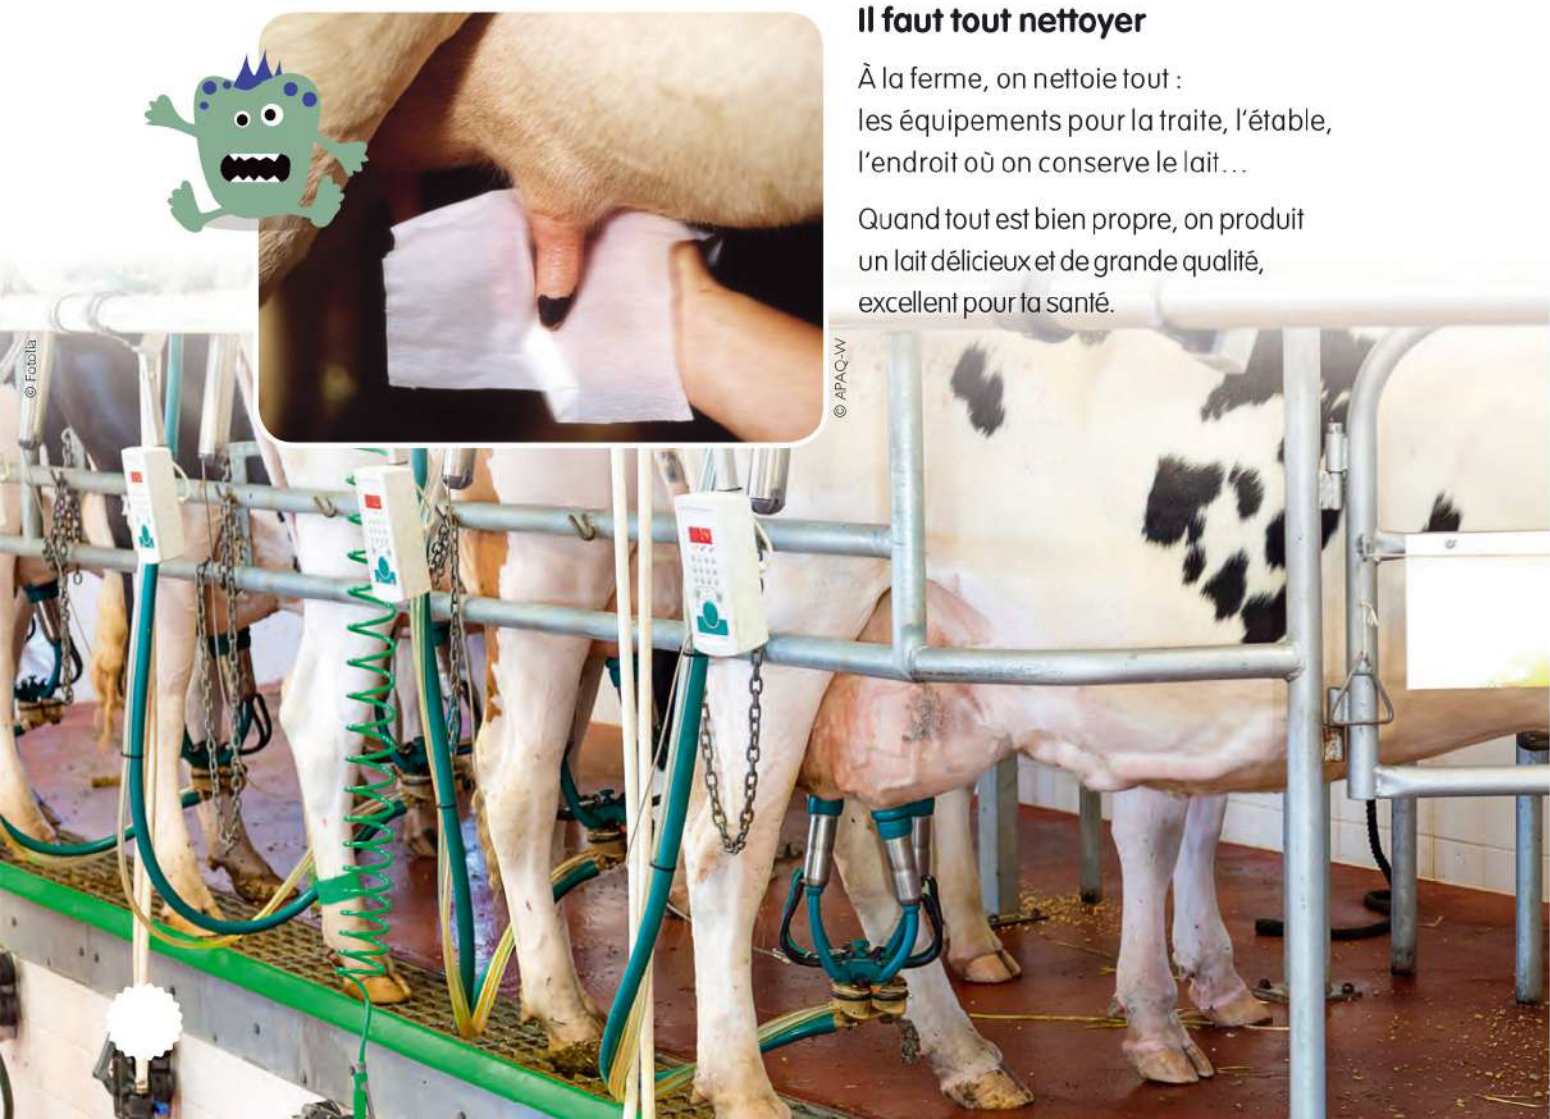 Il faut tout nettoyer
À la ferme, on nettoie tout :
les équipements pour la traite, l'étable,
l'endroit où on conserve le lait...
Quand tout est bien propre, on produit
un lait délicieux et de grande qualité,
excellent pour ta santé.
© Fotolia
© APAQ-W